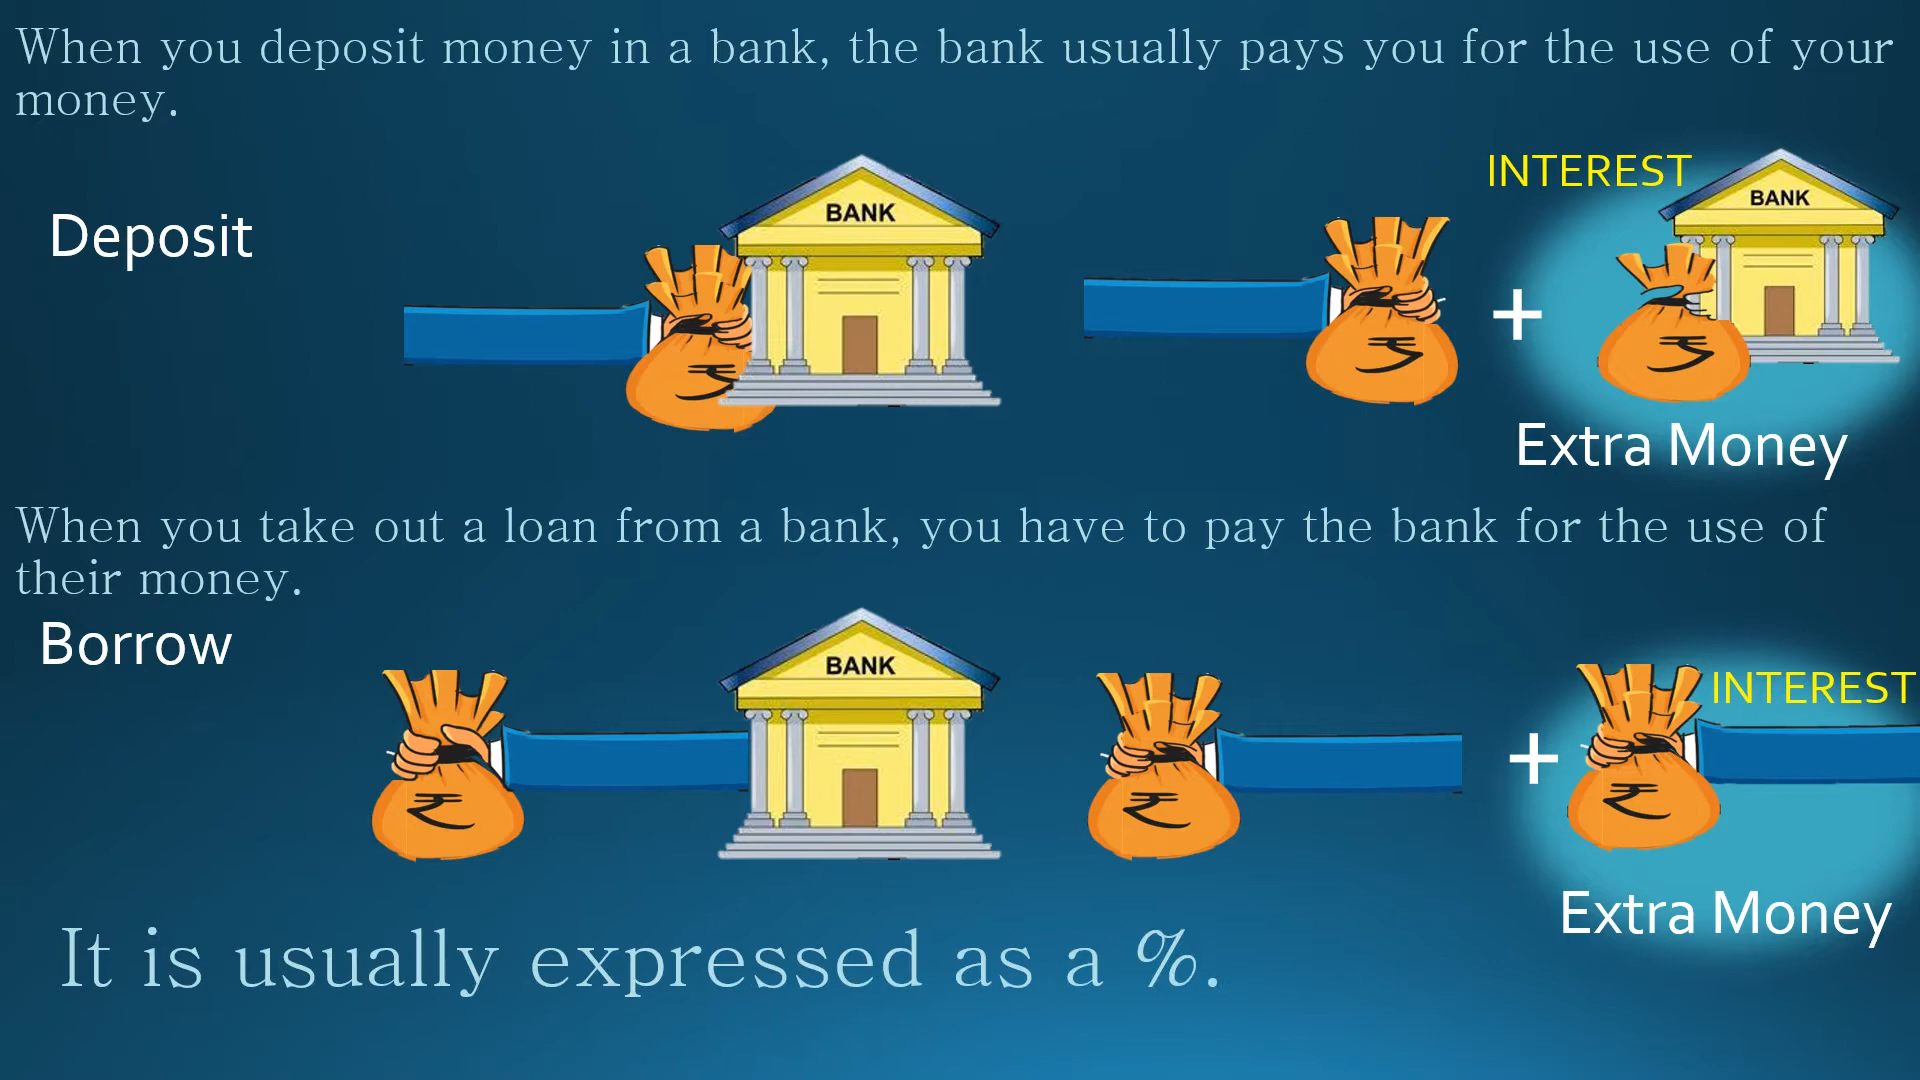 When you deposit money in a bank, the bank usually pays you for the use of your
money.
Deposit
BANK
INTEREST
BANK
₹
₹
+
₹
Extra Money
When you take out a loan from a bank, you have to pay the bank for the use of
their money.
Borrow
BANK
INTEREST
₹
₹
+
₹
Extra Money
It is usually expressed as a %.